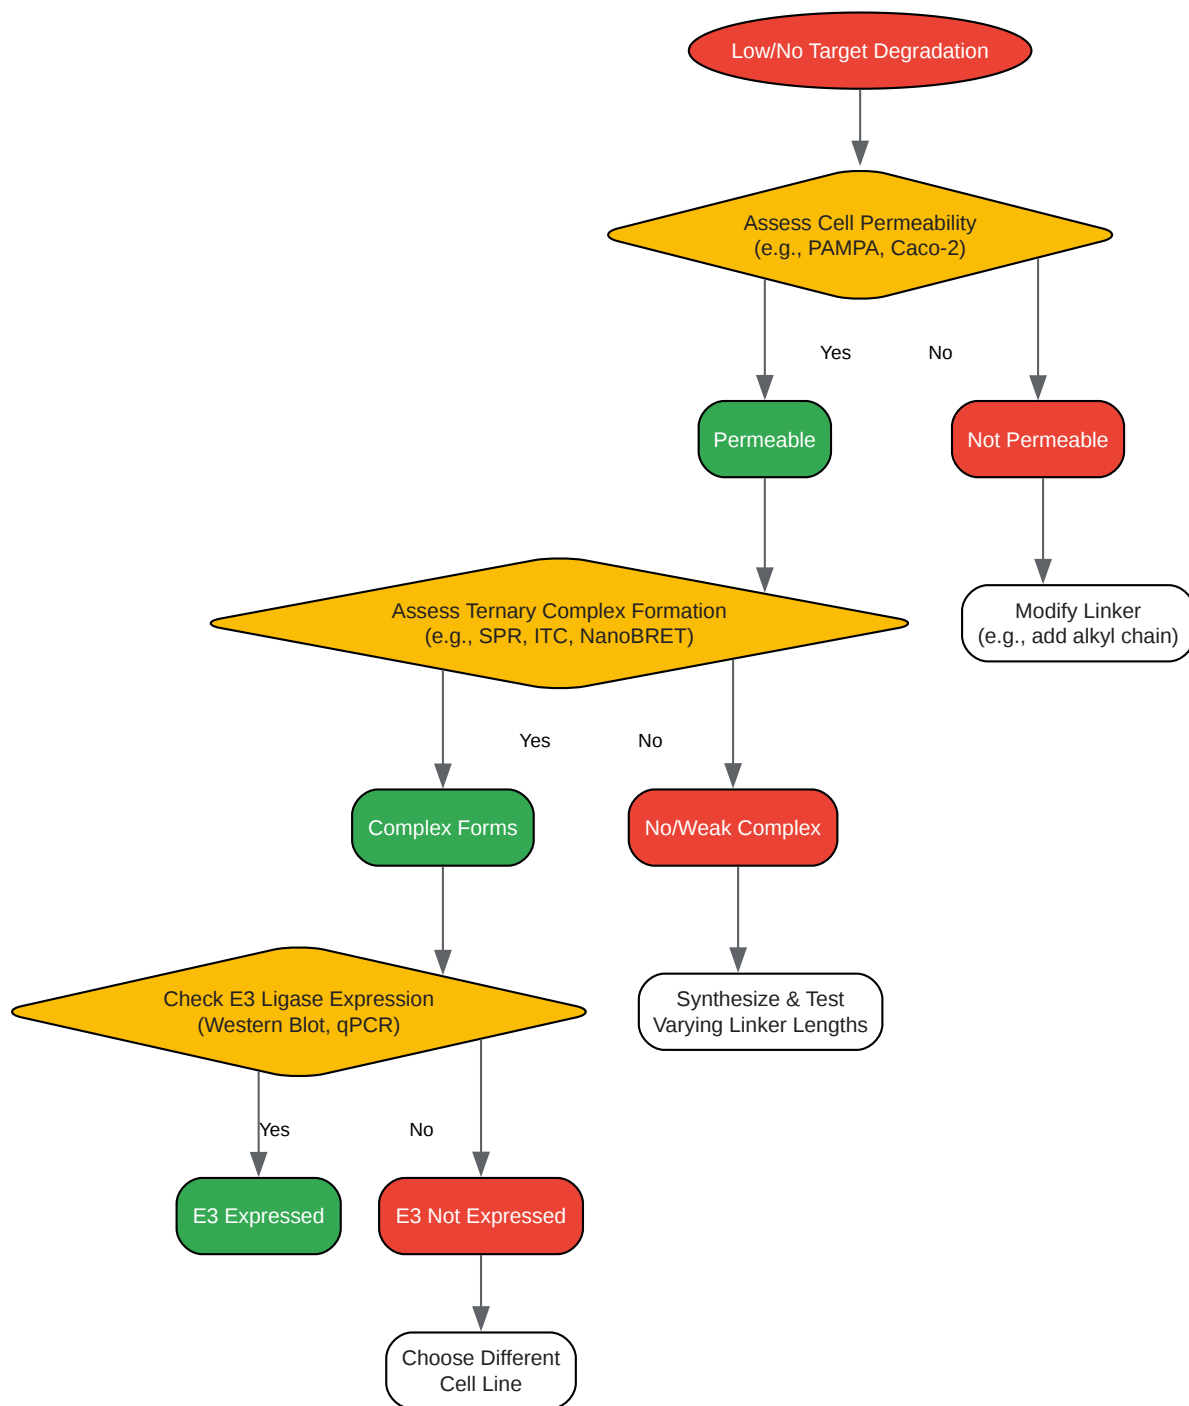 Low/No Target Degradation
Assess Cell Permeability
(e.g., PAMPA, Caco-2)
Yes
No
Permeable
Not Permeable
Assess Ternary Complex Formation
(e.g., SPR, ITC, NanoBRET)
Modify Linker
(e.g., add alkyl chain)
Yes
No
Complex Forms
No/Weak Complex
Check E3 Ligase Expression
(Western Blot, qPCR)
Synthesize & Test
Varying Linker Lengths
Yes
No
E3 Expressed
E3 Not Expressed
Choose Different
Cell Line